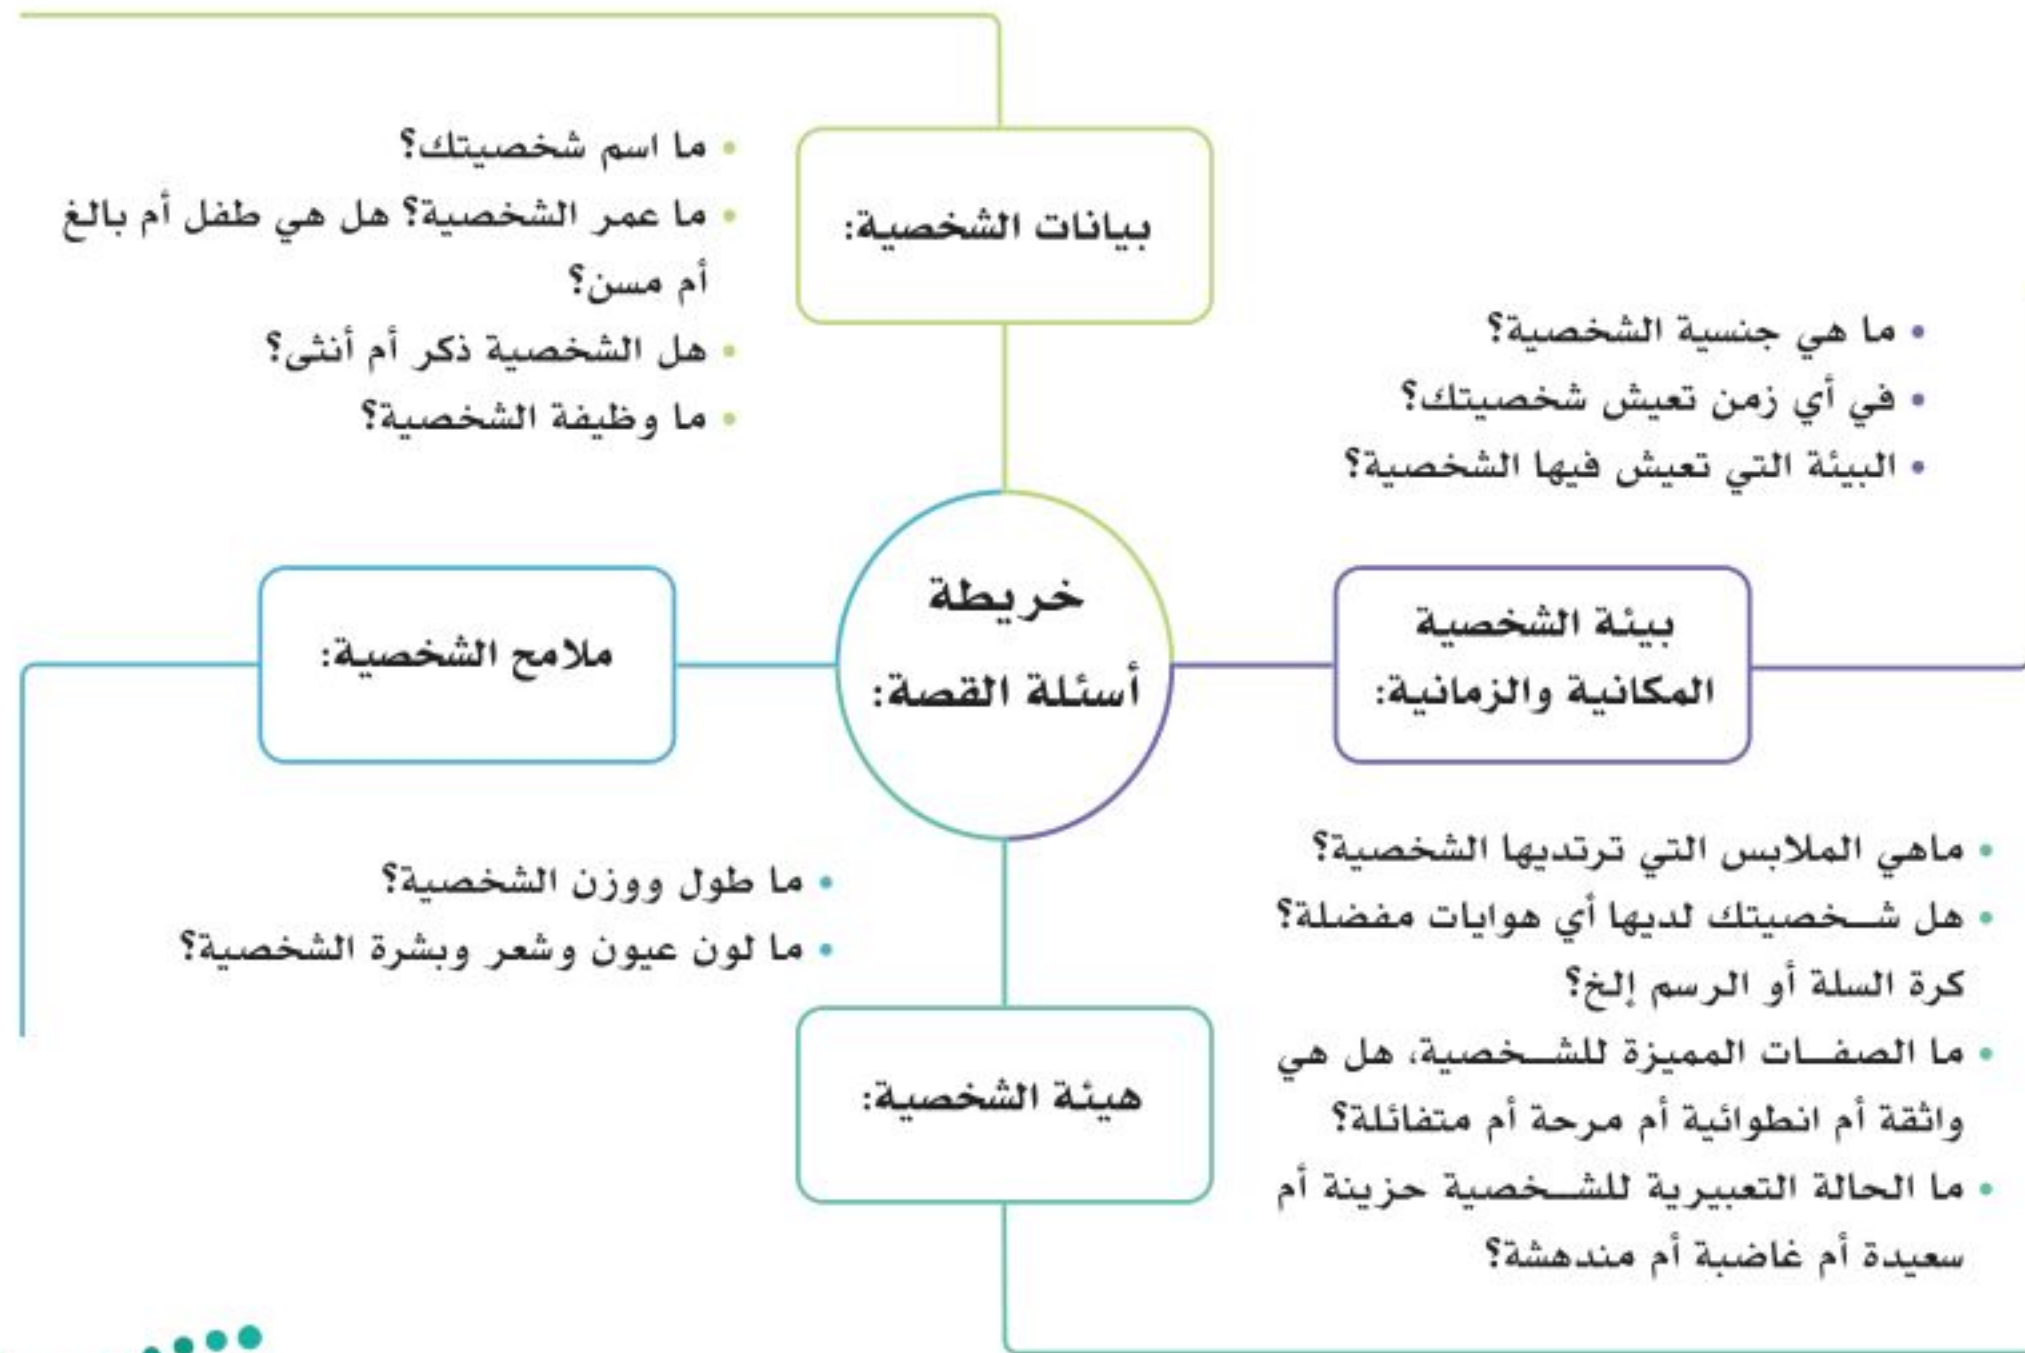 بيانات الشخصية:
• ما اسم شخصيتك؟
• ما عمر الشخصية؟ هل هي طفل أم بالغ
أم مسن؟
• هل الشخصية ذكر أم أنثى؟
• ما وظيفة الشخصية؟
• ما هي جنسية الشخصية؟
• في أي زمن تعيش شخصيتك؟
• البيئة التي تعيش فيها الشخصية؟
بيئة الشخصية
المكانية والزمانية:
خريطة
أسئلة القصة:
ملامح الشخصية:
• ما طول ووزن الشخصية؟
• ما لون عيون وشعر وبشرة الشخصية؟
هيئة الشخصية:
• ماهي الملابس التي ترتديها الشخصية؟
• هل شخصيتك لديها أي هوايات مفضلة؟
كرة السلة أو الرسم إلخ؟
• ما الصفات المميزة للشخصية، هل هي
واثقة أم انطوائية أم مرحة أم متفائلة؟
• ما الحالة التعبيرية للشخصية حزينة أم
سعيدة أم غاضبة أم مندهشة؟